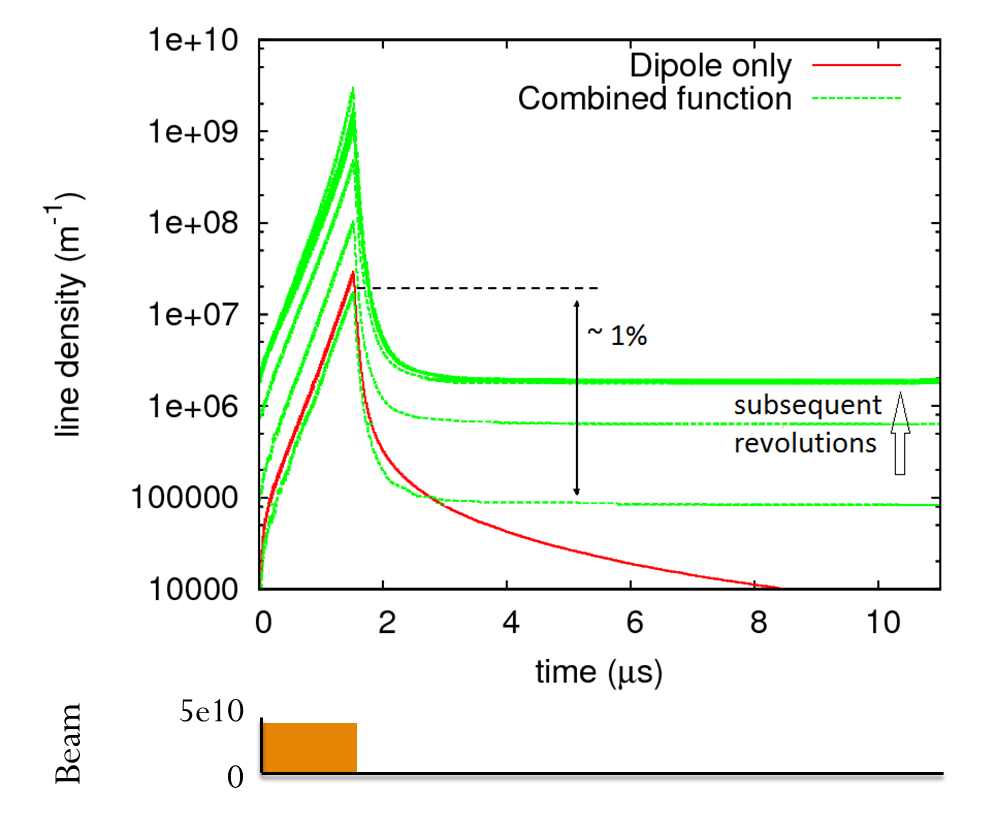 1e+10
1e+09
1e+08
1e+07
1e+06
100000
10000
line density (m-1)
Dipole only
Combined function
~ 1%
subsequent
revolutions
0 2 4 6 8 10
time (μs)
Beam
5e10
0